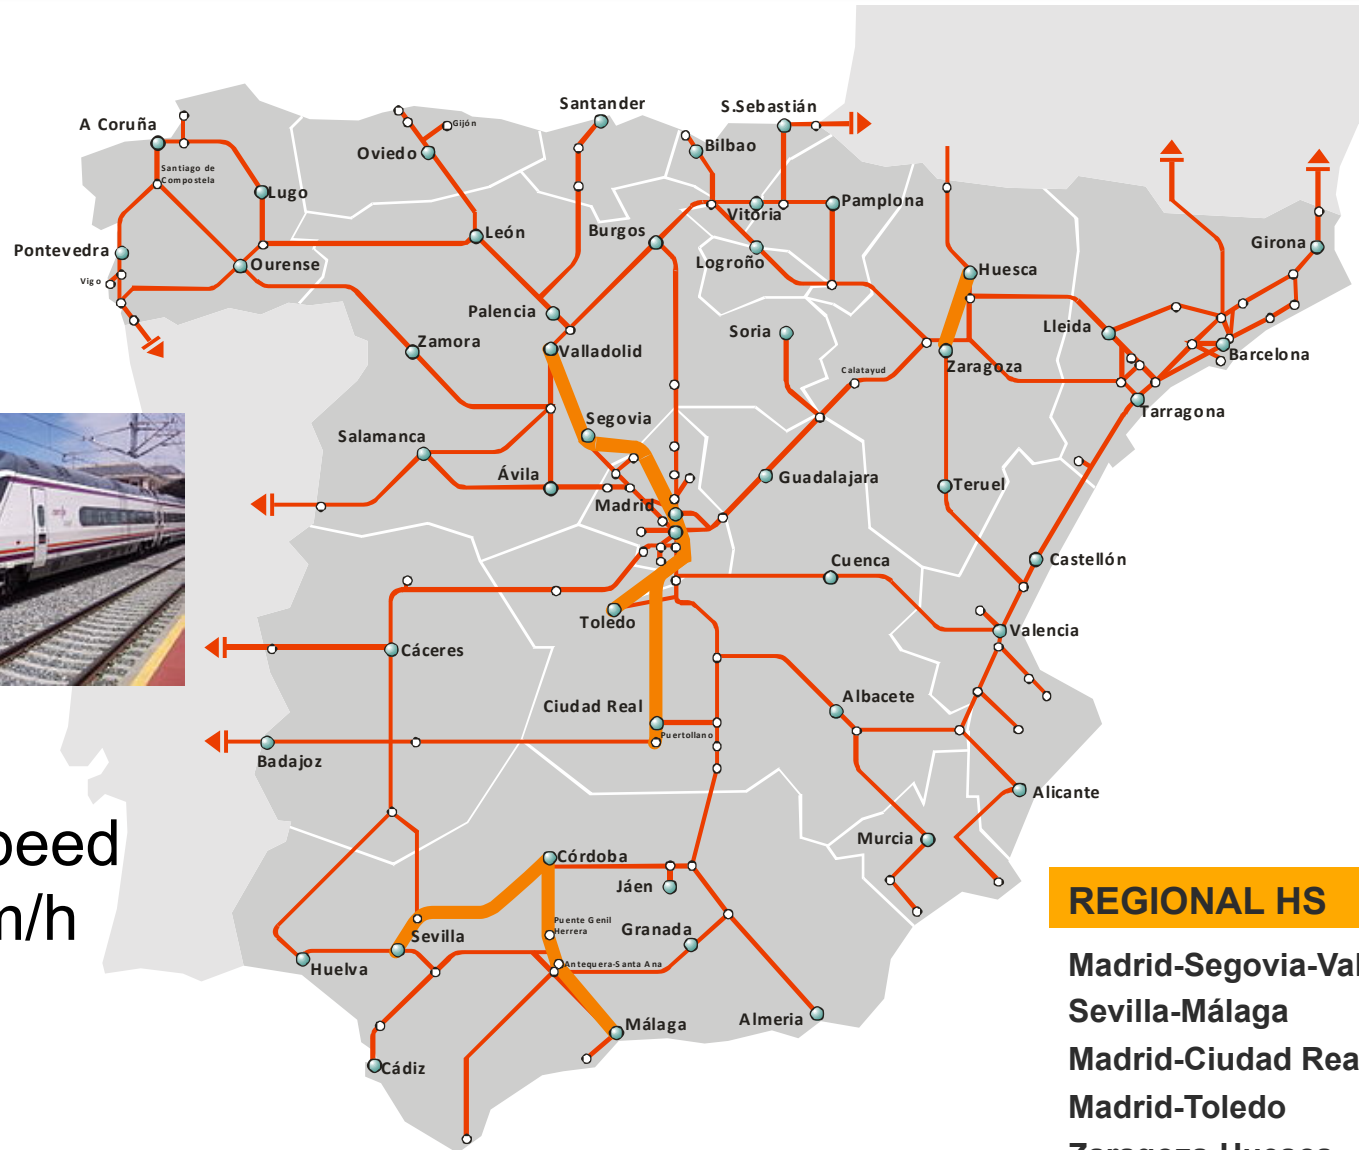 Santander
S.Sebastián
A Coruña
Gijón
Oviedo
Bilbao
Santiago de
Compostela
Lugo
Vitoria
Pamplona
León
Burgos
Pontevedra
Ourense
Logroño
Girona
Vigo
Huesca
Palencia
Soria
Lleida
Zamora
Valladolid
Barcelona
Zaragoza
Calatayud
Tarragona
Segovia
Salamanca
Ávila
Guadalajara
Teruel
Madrid
Cuenca
Castellón
Toledo
Valencia
Cáceres
Albacete
Ciudad Real
Puertollano
Badajoz
Alicante
peed
m/h
Murcia
Córdoba
Jáen
REGIONAL HS
Puente Genil
Herrera
Granada
Sevilla
Antequera-Santa Ana
Huelva
Madrid-Segovia-Val
Sevilla-Málaga
Málaga
Almeria
Madrid-Ciudad Rea
Cádiz
Madrid-Toledo
Zaragoza-Huesca